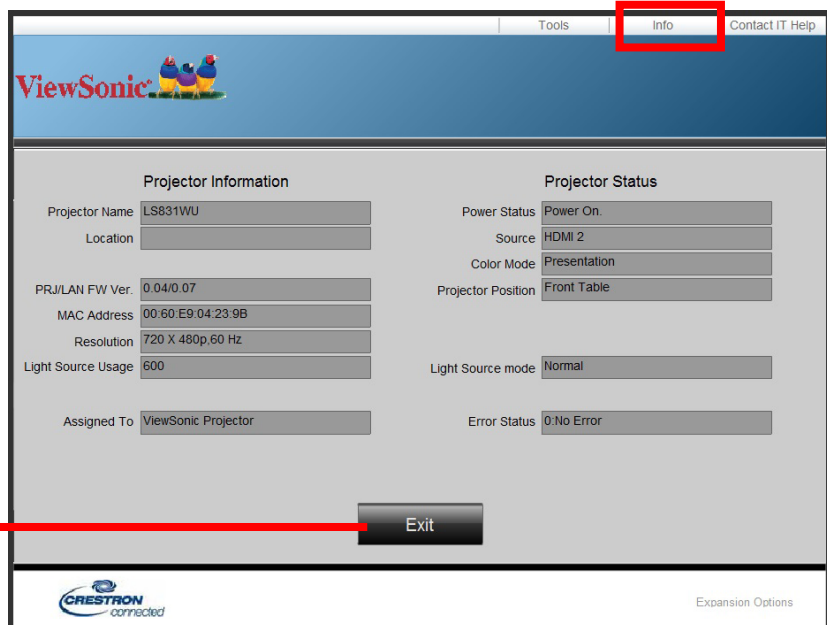 Tools Info Contact IT Help
ViewSonic
Projector Information
Projector Name LS831WU
Location
PRJ/LAN FW Ver. 0.04/0.07
MAC Address 00:60:E9:04:23:9B
Resolution 720 X 480p,60 Hz
Light Source Usage 600
Assigned To ViewSonic Projector
Projector Status
Power Status Power On.
Source HDMI 2
Color Mode Presentation
Projector Position Front Table
Light Source mode Normal
Error Status 0:No Error
Exit
CRESTRON
connected
Expansion Options